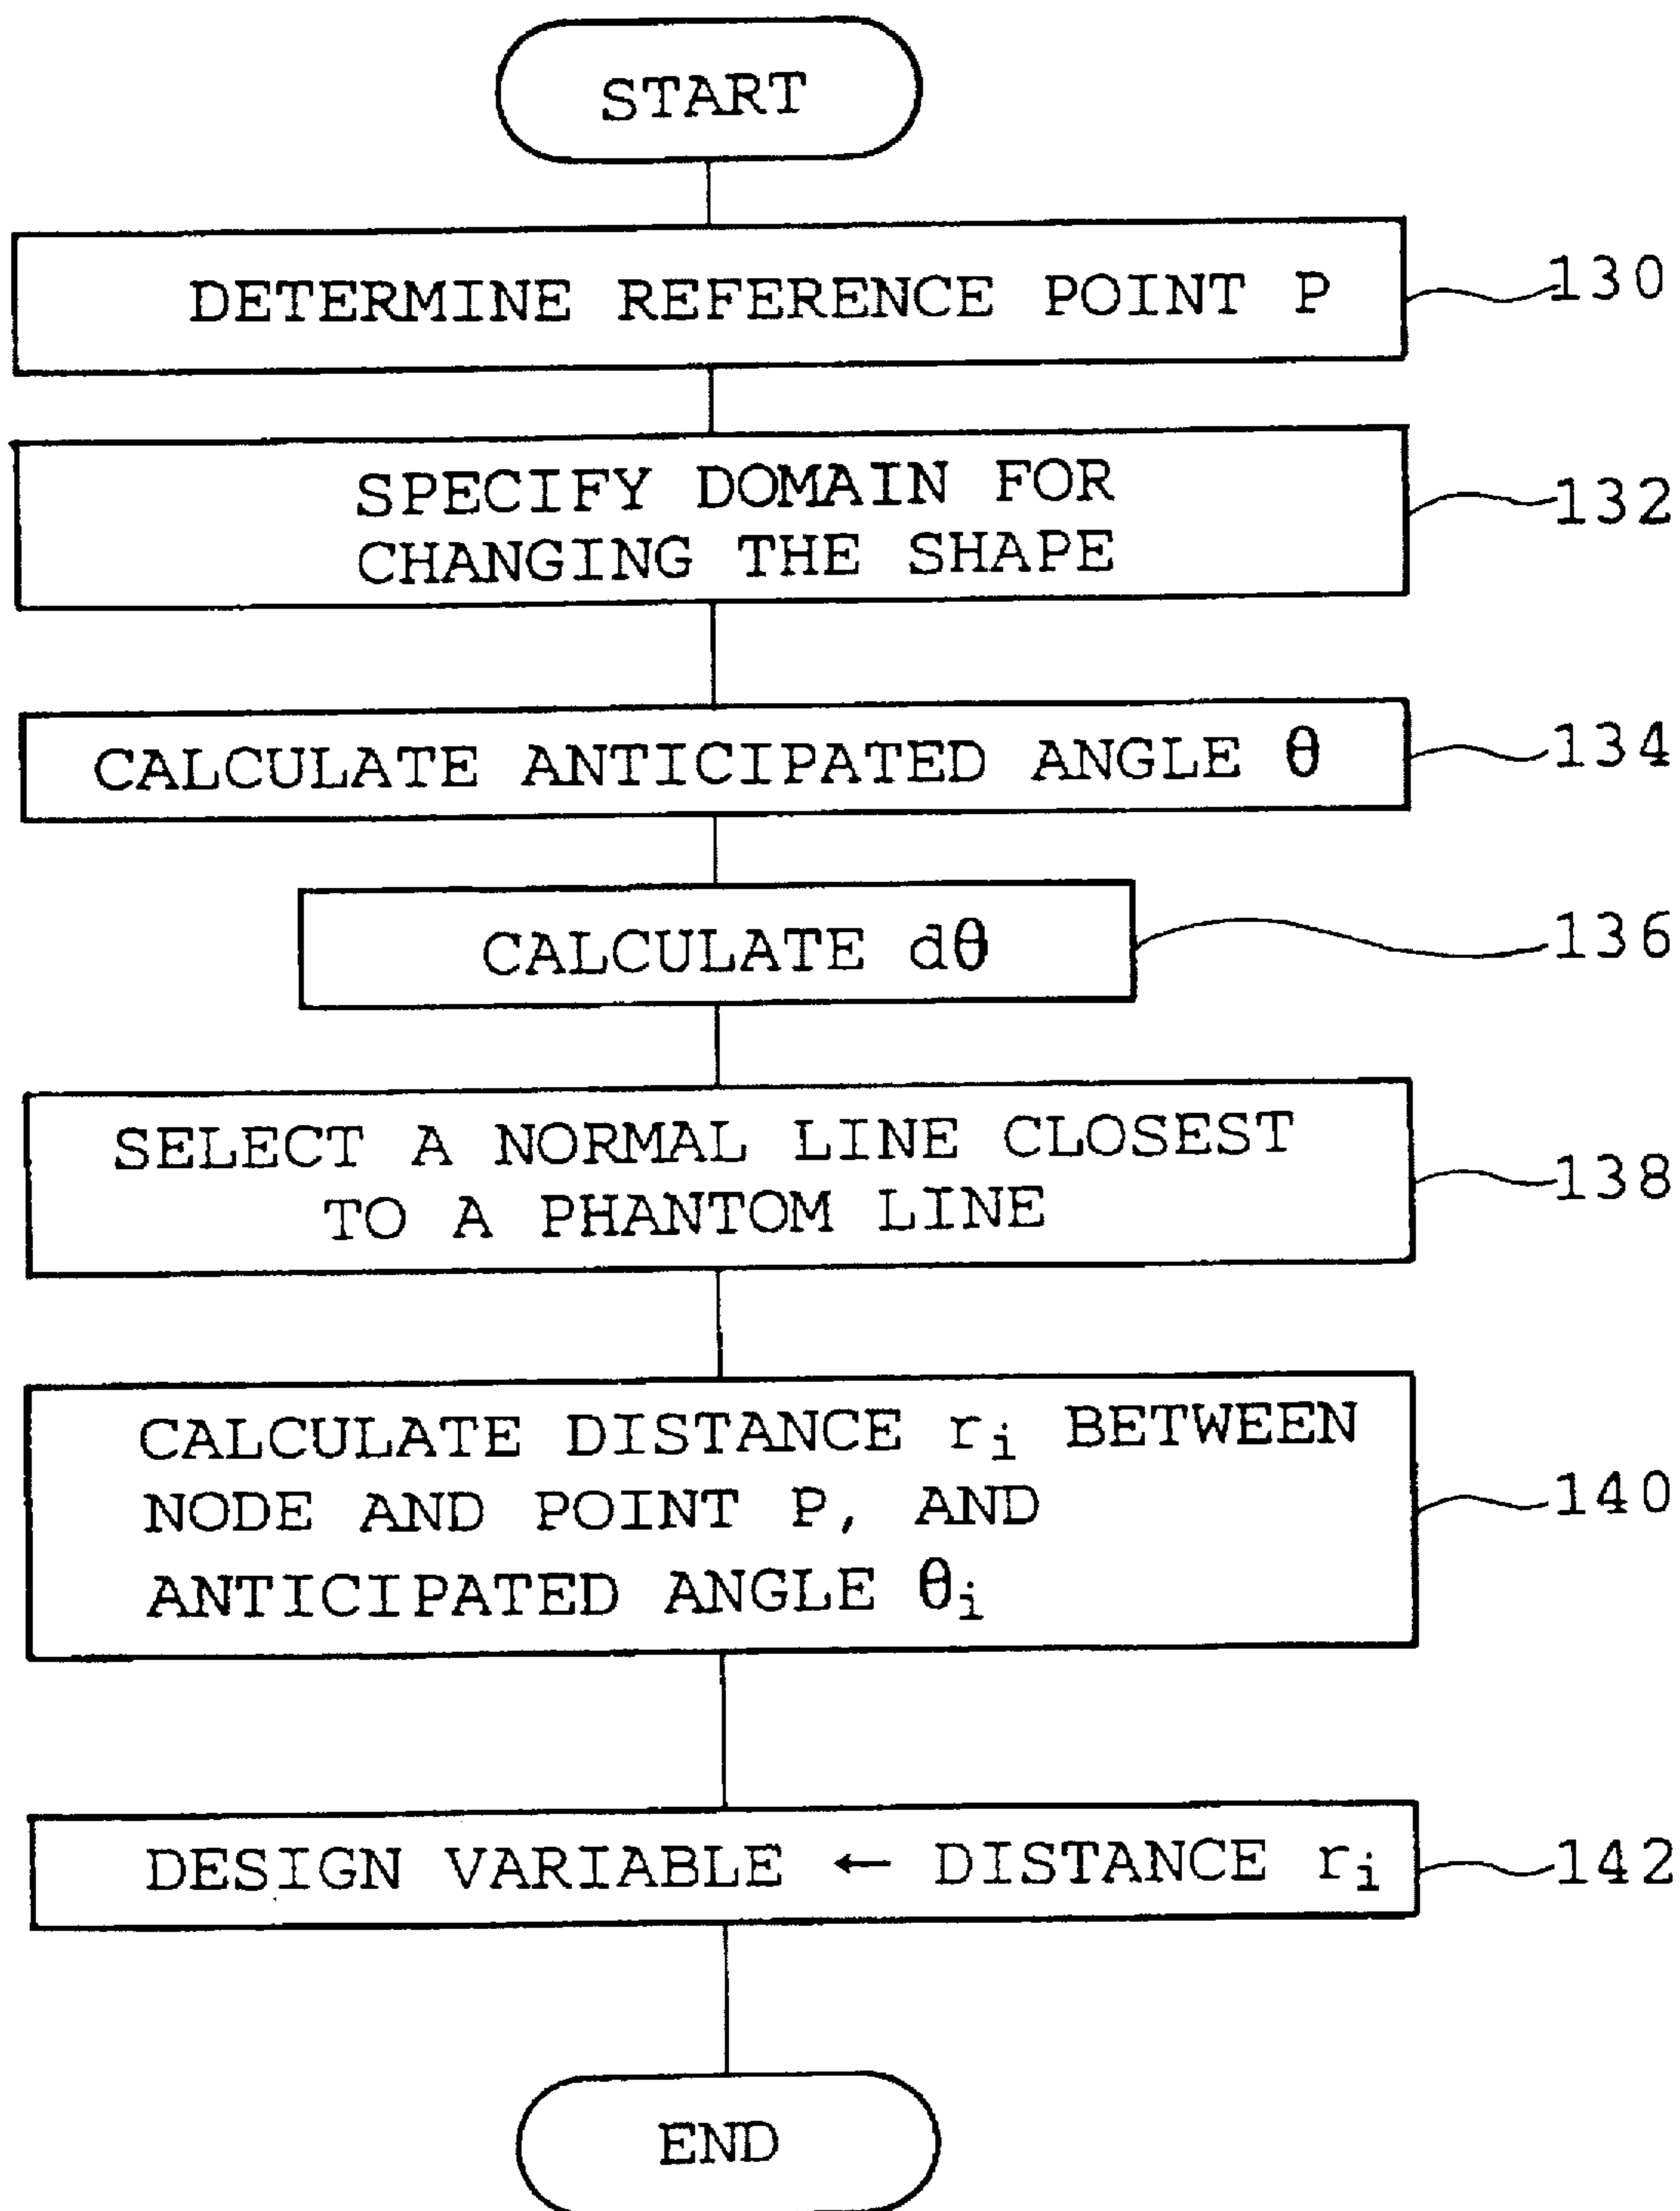 START
DETERMINE REFERENCE POINT P
130
SPECIFY DOMAIN FOR
CHANGING THE SHAPE
132
CALCULATE ANTICIPATED ANGLE θ
134
CALCULATE dθ
136
SELECT A NORMAL LINE CLOSEST
TO A PHANTOM LINE
138
CALCULATE DISTANCE rᵢ BETWEEN
NODE AND POINT P, AND
ANTICIPATED ANGLE θᵢ
140
DESIGN VARIABLE ← DISTANCE rᵢ
142
END